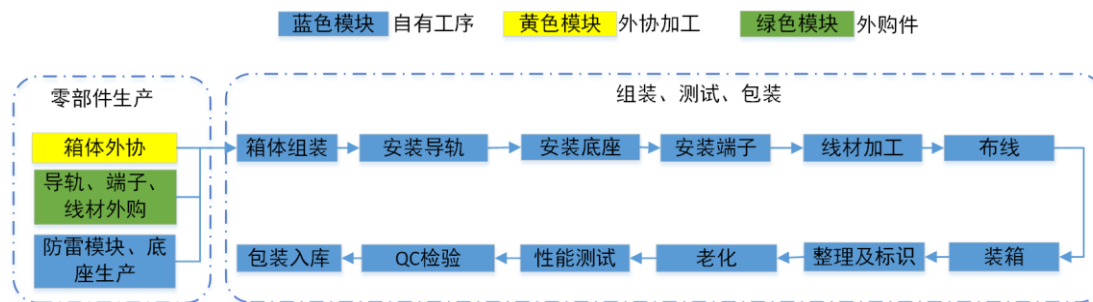 蓝色模块 自有工序 黄色模块 外协加工 绿色模块 外购件
零部件生产
组装、测试、包装
箱体外协
导轨、端子、
线材外购
防雷模块、底
座生产
箱体组装 安装导轨 安装底座 安装端子 线材加工 布线
包装入库 QC检验 性能测试 老化 整理及标识 装箱